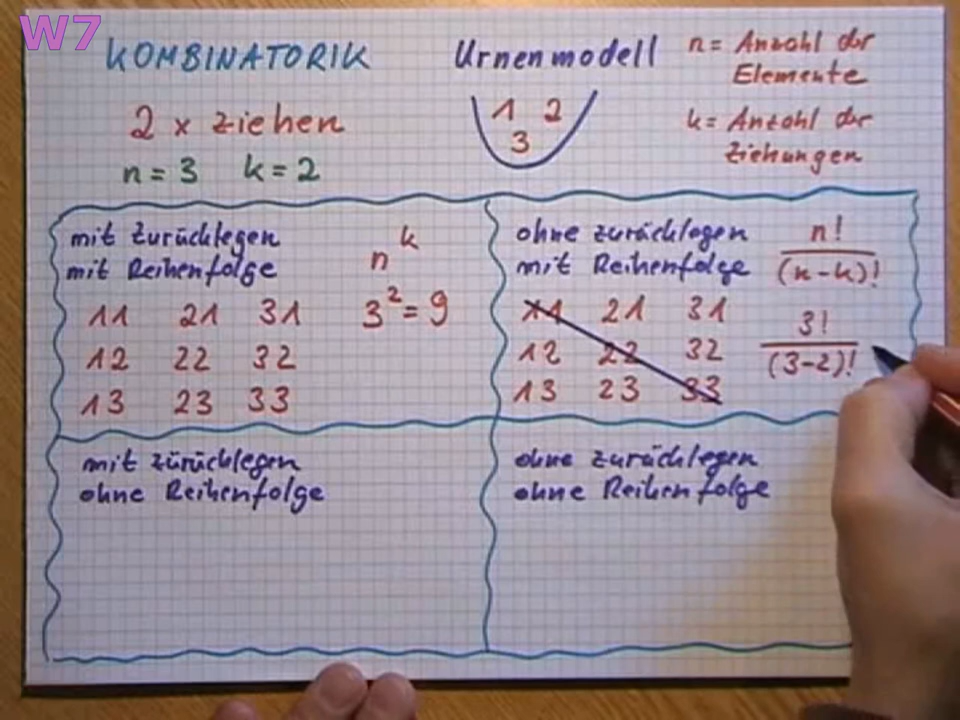 W7
KOMBINATORIK
Urnenmodell
n = Anzahl der
Elemente
k = Anzahl der
Ziehungen
2 x ziehen
n = 3 k = 2
1 2
3
mit Zurücklegen
mit Reihenfolge
n^k
11 21 31
12 22 32
13 23 33
3^2 = 9
ohne zurücklegen
mit Reihenfolge
n!
(n-k)!
11 21 31
12 22 32
13 23 33
3!
(3-2)!
mit zürücklegen
ohne Reihenfolge
ohne zurücklegen
ohne Reihenfolge